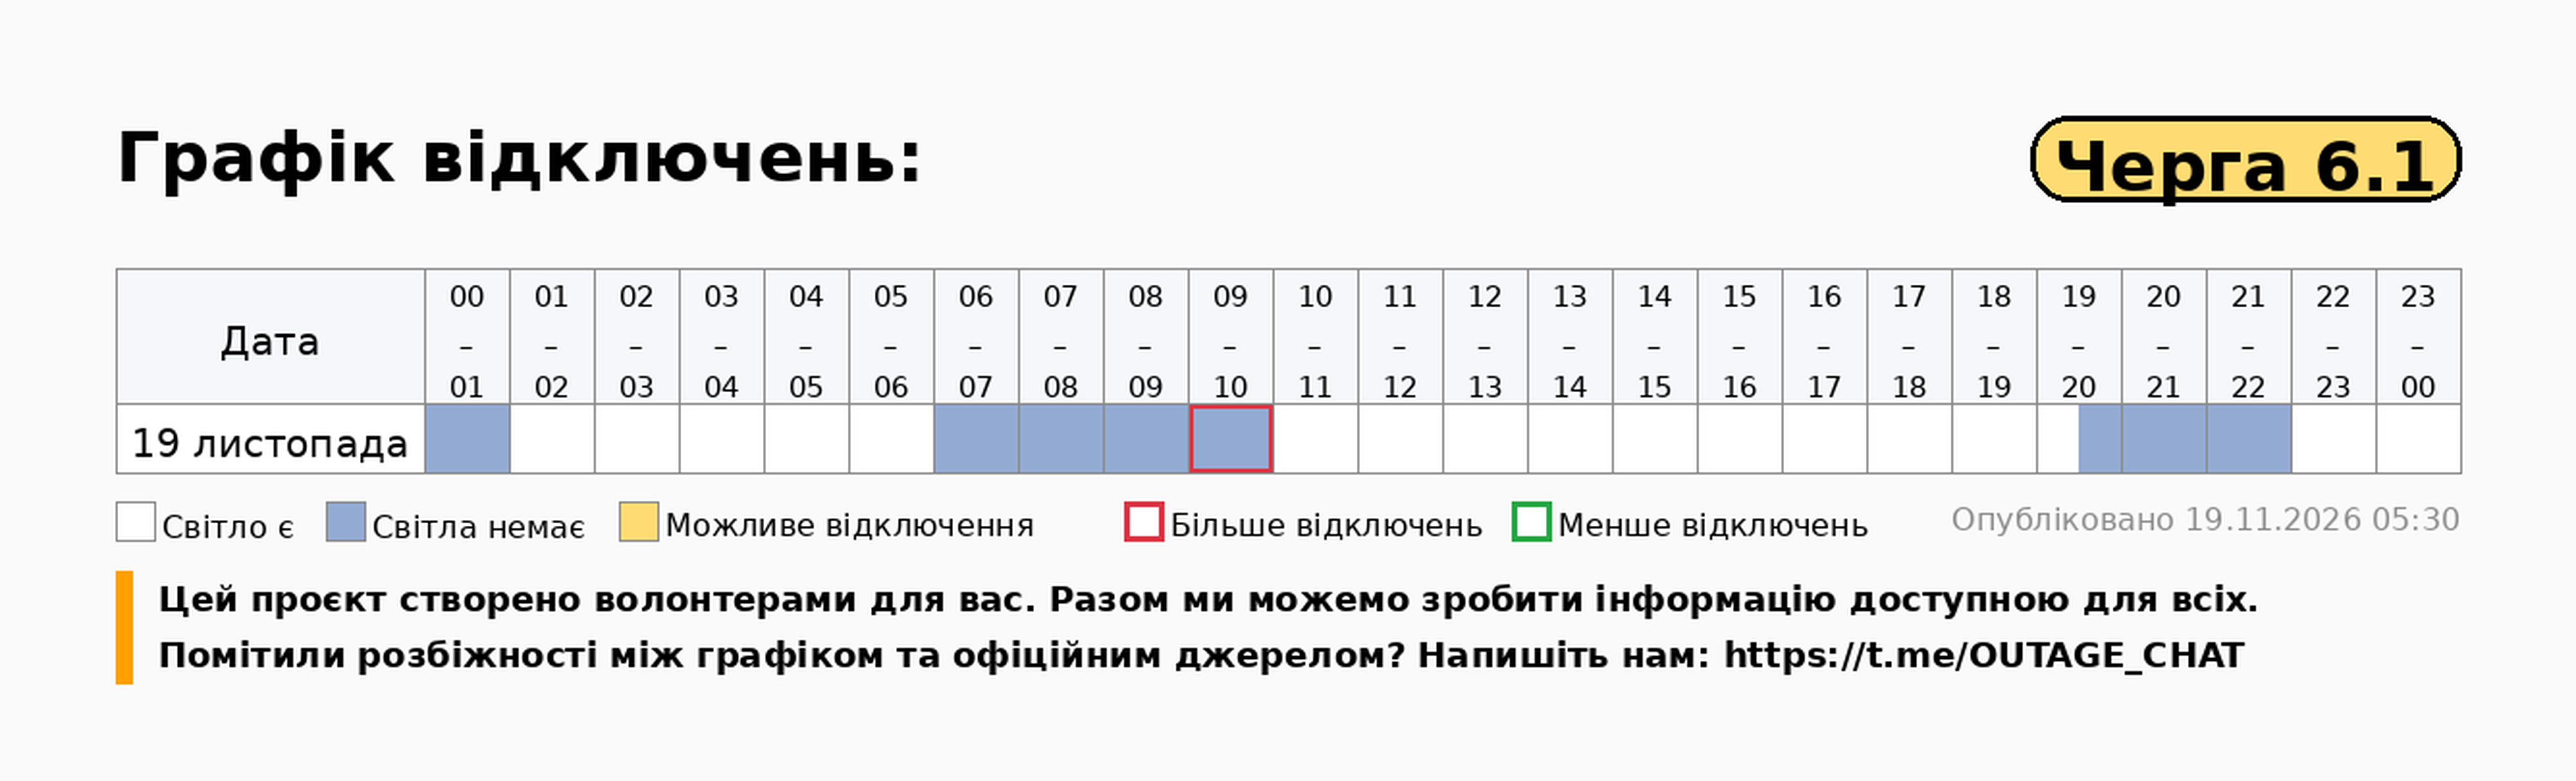 Графік відключень:
Черга 6.1
Дата
00 – 01
01 – 02
02 – 03
03 – 04
04 – 05
05 – 06
06 – 07
07 – 08
08 – 09
09 – 10
10 – 11
11 – 12
12 – 13
13 – 14
14 – 15
15 – 16
16 – 17
17 – 18
18 – 19
19 – 20
20 – 21
21 – 22
22 – 23
23 – 00
19 листопада
Світло є
Світла немає
Можливе відключення
Більше відключень
Менше відключень
Опубліковано 19.11.2026 05:30
Цей проєкт створено волонтерами для вас. Разом ми можемо зробити інформацію доступною для всіх.
Помітили розбіжності між графіком та офіційним джерелом? Напишіть нам: https://t.me/OUTAGE_CHAT